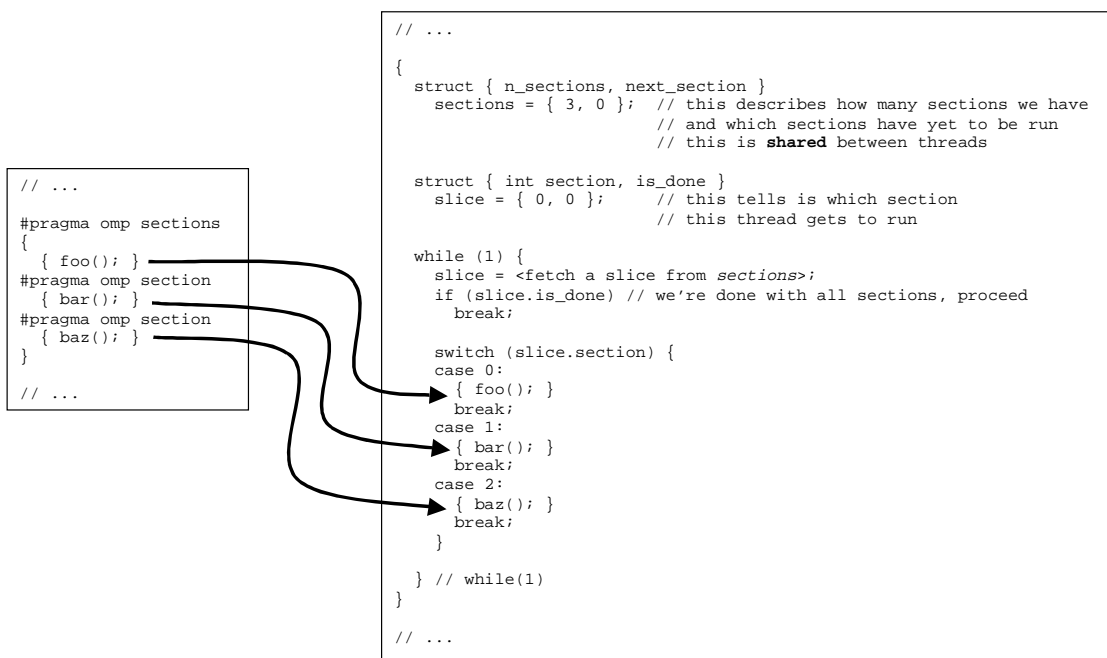 // ...
#pragma omp sections
{
{ foo(); }
#pragma omp section
{ bar(); }
#pragma omp section
{ baz(); }
}
// ...
// ...
{
struct { n_sections, next_section }
sections = { 3, 0 };  // this describes how many sections we have
// and which sections have yet to be run
// this is shared between threads
struct { int section, is_done }
slice = { 0, 0 };     // this tells is which section
// this thread gets to run
while (1) {
slice = <fetch a slice from sections>;
if (slice.is_done) // we're done with all sections, proceed
break;
switch (slice.section) {
case 0:
{ foo(); }
break;
case 1:
{ bar(); }
break;
case 2:
{ baz(); }
break;
}
} // while(1)
}
// ...